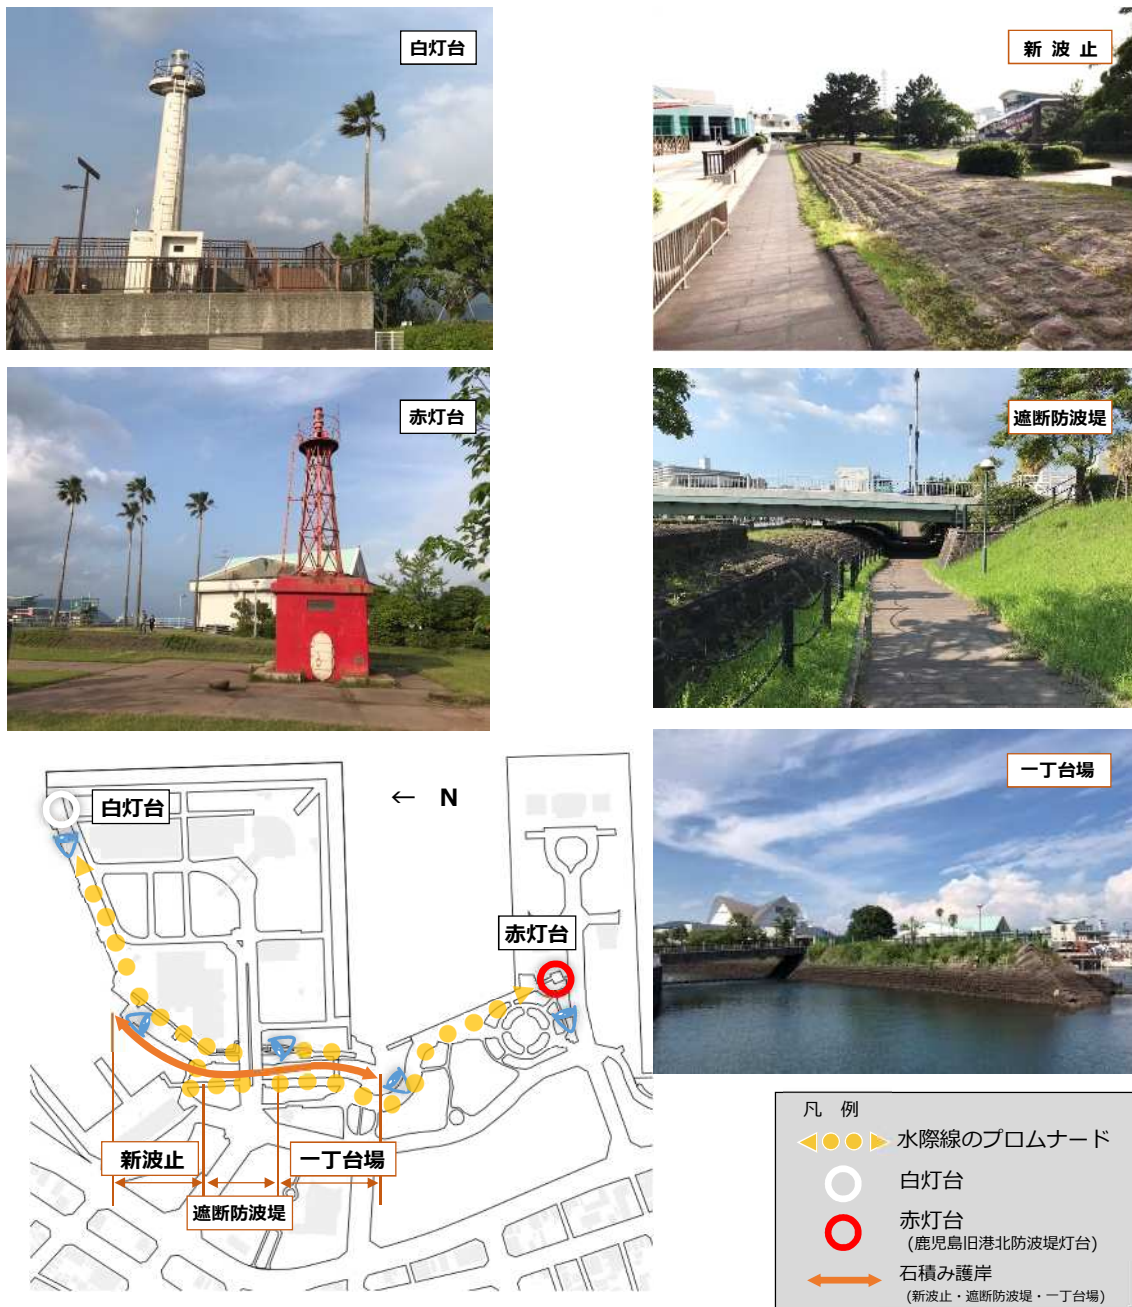 白灯台
新波止
赤灯台
遮断防波堤
一丁台場
← N
白灯台
赤灯台
新波止
一丁台場
遮断防波堤
凡 例
水際線のプロムナード
白灯台
赤灯台
(鹿児島旧港北防波堤灯台)
石積み護岸
(新波止・遮断防波堤・一丁台場)